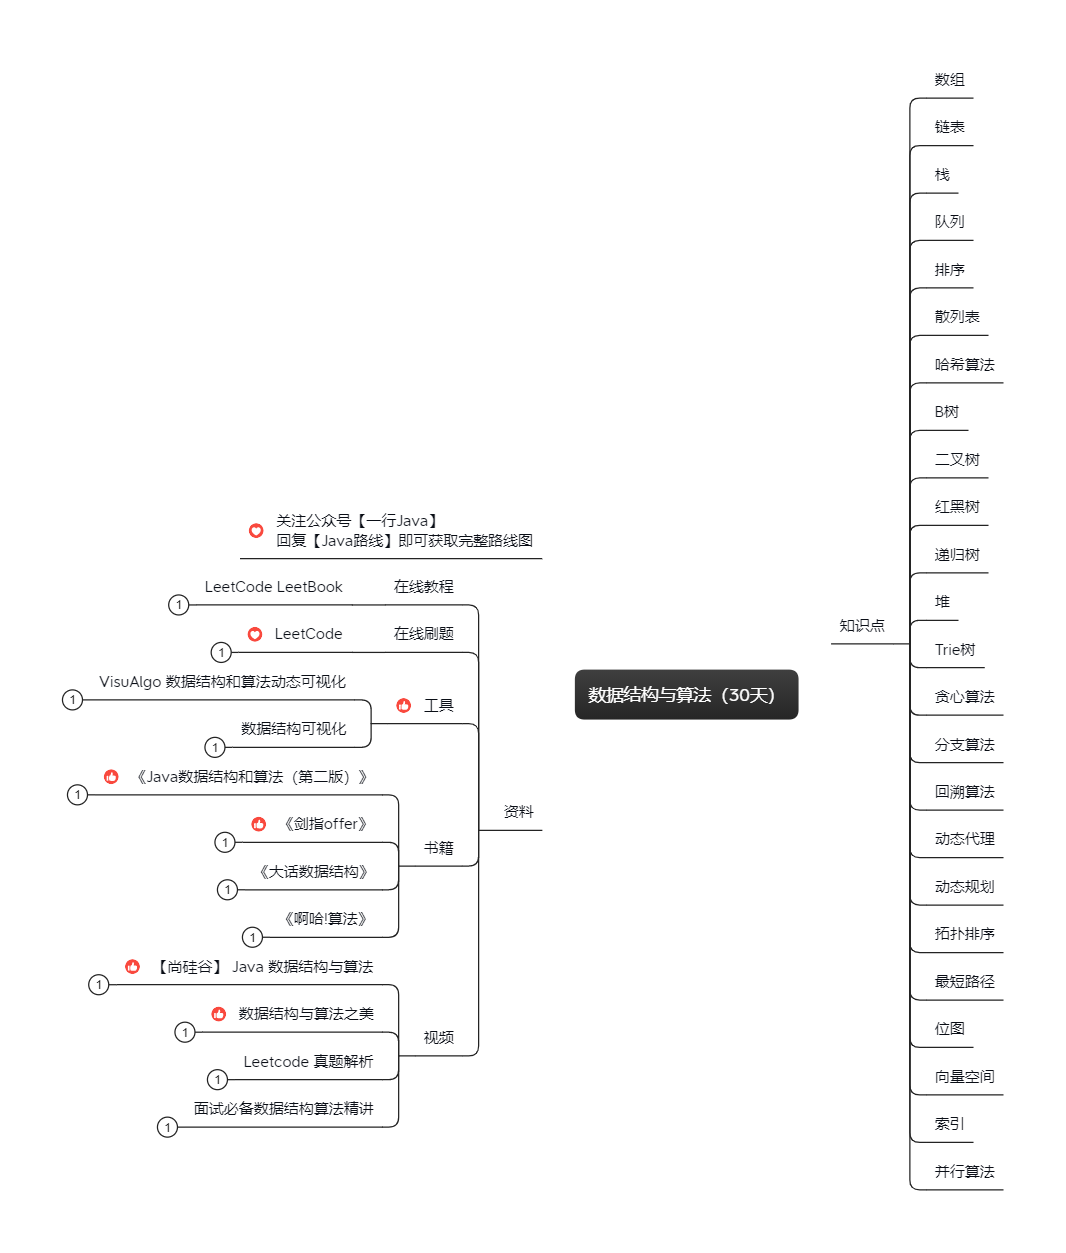 数据结构与算法（30天）
知识点
数组
链表
栈
队列
排序
散列表
哈希算法
B树
二叉树
红黑树
递归树
堆
Trie树
贪心算法
分支算法
回溯算法
动态代理
动态规划
拓扑排序
最短路径
位图
向量空间
索引
并行算法
关注公众号【一行Java】
回复【Java路线】即可获取完整路线图
资料
在线教程
LeetCode LeetBook
1
在线刷题
LeetCode
1
工具
VisuAlgo 数据结构和算法动态可视化
1
数据结构可视化
1
书籍
《Java数据结构和算法（第二版）》
1
《剑指offer》
1
《大话数据结构》
1
《啊哈!算法》
1
视频
【尚硅谷】 Java 数据结构与算法
1
数据结构与算法之美
1
Leetcode 真题解析
1
面试必备数据结构算法精讲
1